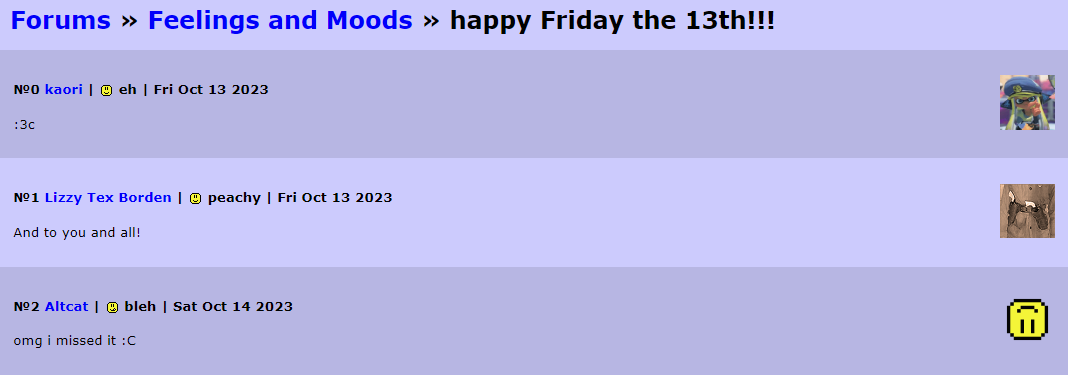 Forums » Feelings and Moods » happy Friday the 13th!!!
№0 kaori | eh | Fri Oct 13 2023
:3c
№1 Lizzy Tex Borden | peachy | Fri Oct 13 2023
And to you and all!
№2 Altcat | bleh | Sat Oct 14 2023
omg i missed it :C